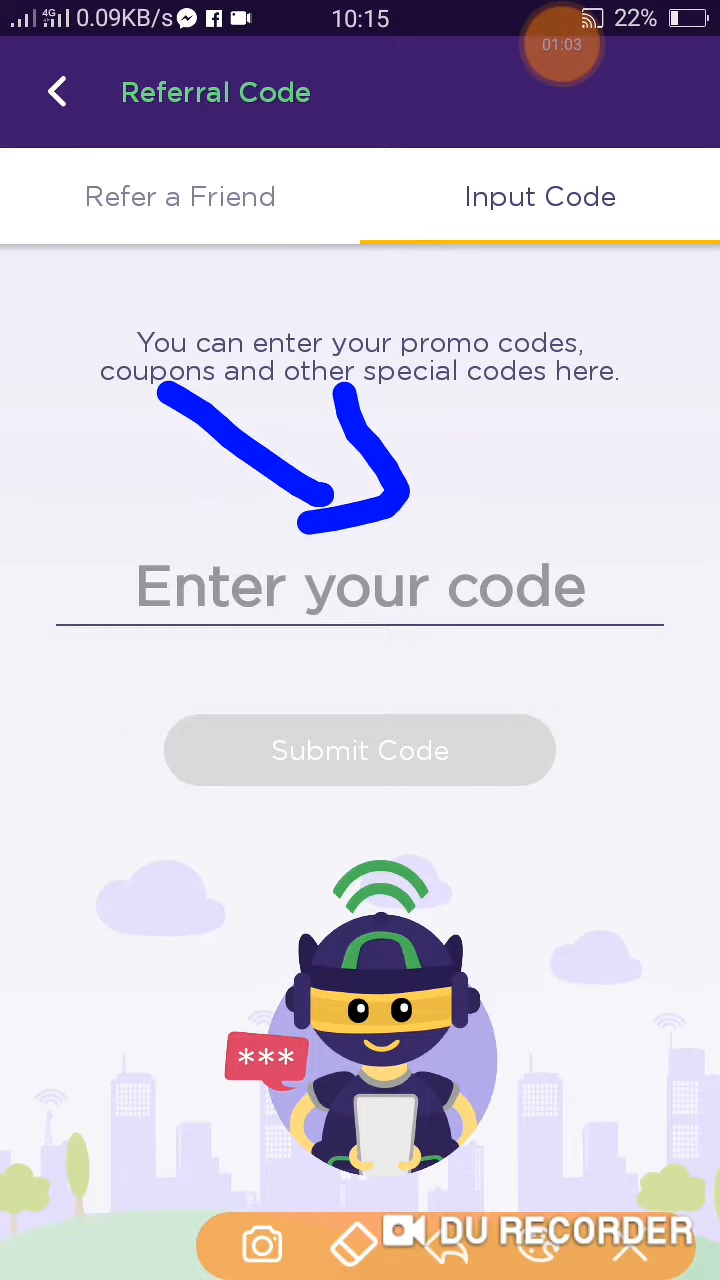 4G 0.09KB/s 10:15 22%
01:03
Referral Code
Refer a Friend Input Code
You can enter your promo codes,
coupons and other special codes here.
Enter your code
Submit Code
***
DU RECORDER